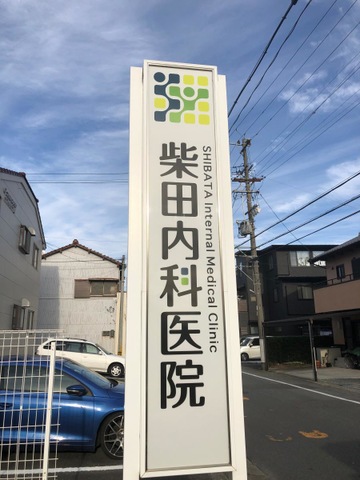 柴田内科医院
SHIBATA Internal Medical Clinic